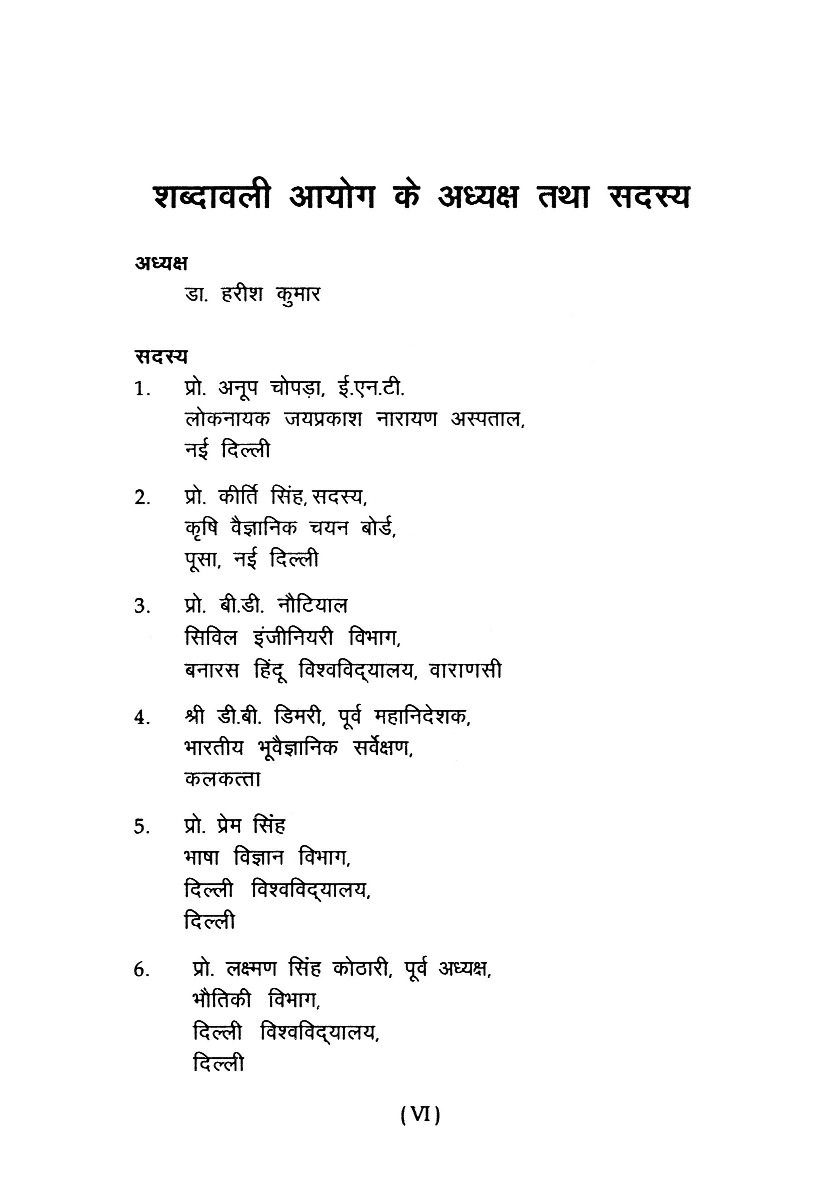 शब्दावली आयोग के अध्यक्ष तथा सदस्य
अध्यक्ष
डा. हरीश कुमार
सदस्य
1. प्रो. अनूप चोपड़ा, ई.एन.टी.
लोकनायक जयप्रकाश नारायण अस्पताल,
नई दिल्ली
2. प्रो. कीर्ति सिंह, सदस्य,
कृषि वैज्ञानिक चयन बोर्ड,
पूसा, नई दिल्ली
3. प्रो. बी.डी. नौटियाल
सिविल इंजीनियरी विभाग,
बनारस हिंदू विश्वविद्‌यालय, वाराणसी
4. श्री डी.बी. डिमरी, पूर्व महानिदेशक,
भारतीय भूवैज्ञानिक सर्वेक्षण,
कलकत्ता
5. प्रो. प्रेम सिंह
भाषा विज्ञान विभाग,
दिल्ली विश्वविद्‌यालय,
दिल्ली
6. प्रो. लक्ष्मण सिंह कोठारी, पूर्व अध्यक्ष,
भौतिकी विभाग,
दिल्ली विश्वविद्‌यालय,
दिल्ली
(VI)